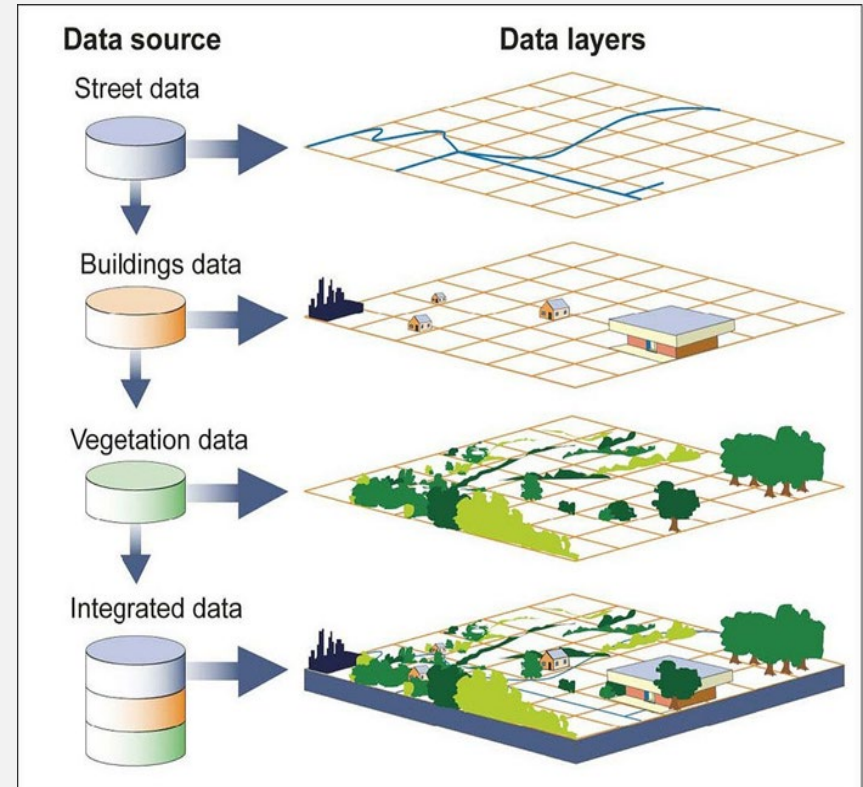 Data source
Data layers
Street data
Buildings data
Vegetation data
Integrated data